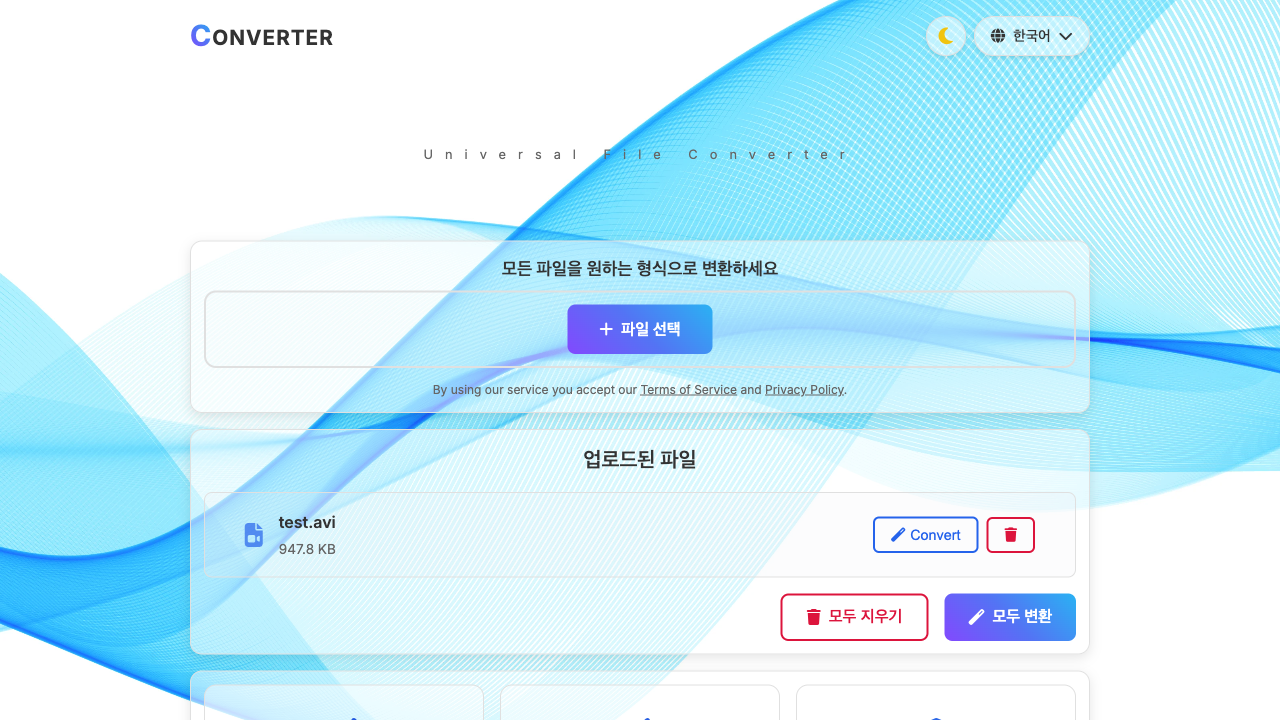 CONVERTER
한국어
Universal File Converter
모든 파일을 원하는 형식으로 변환하세요
파일 선택
By using our service you accept our Terms of Service and Privacy Policy.
업로드된 파일
test.avi
947.8 KB
Convert
모두 지우기
모두 변환